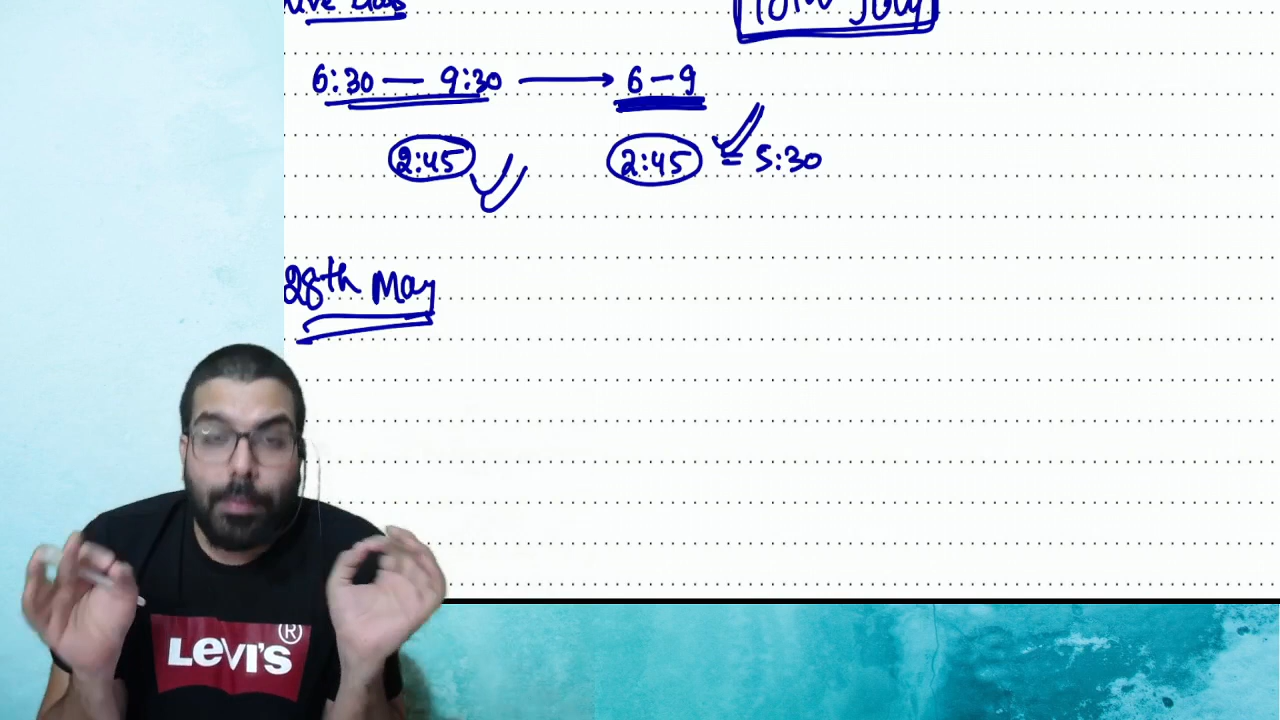 6:30 — 9:30 → 6 – 9
2:45 2:45 = 5:30
28th May
LEVI'S ®